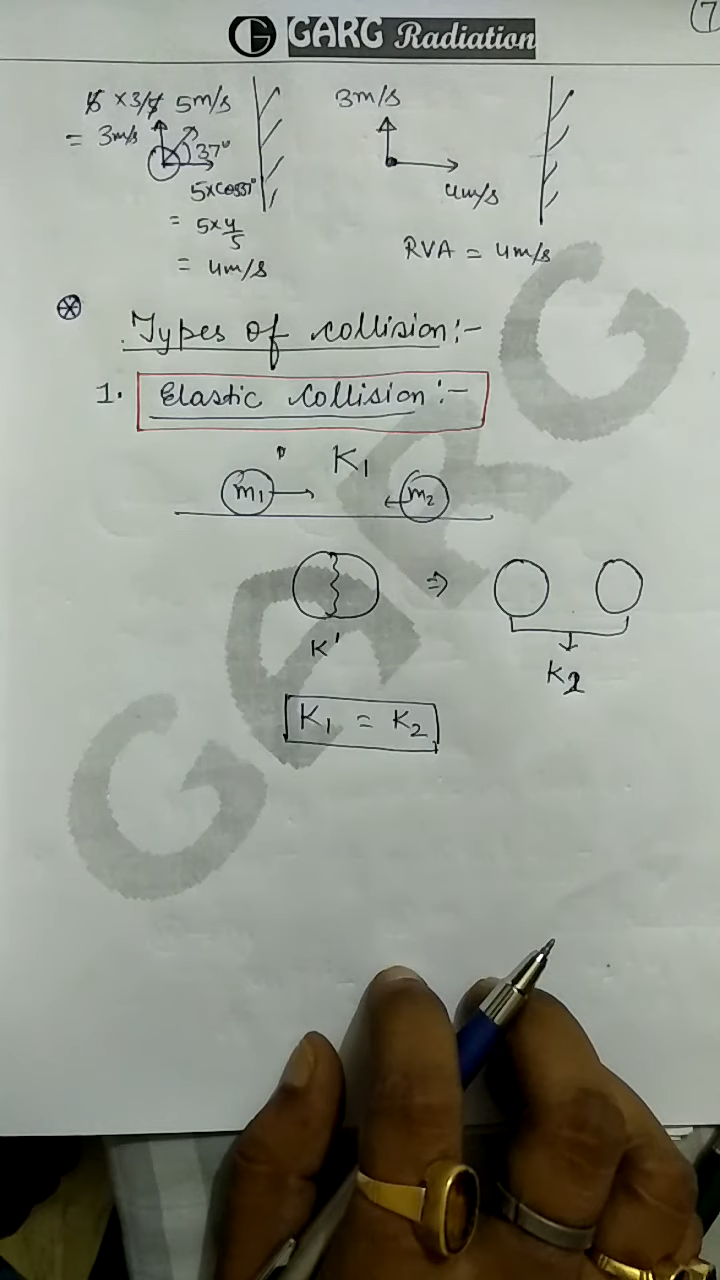 7
G GARG Radiation
5 × 3/5 5m/s
= 3m/s 37°
5×cos37°
= 5×4/5
= 4m/s
3m/s
4m/s
RVA = 4m/s
Types of collision:-
1. Elastic collision:-
K1
m1 m2
⇒
K'
K2
K1 = K2
GARG